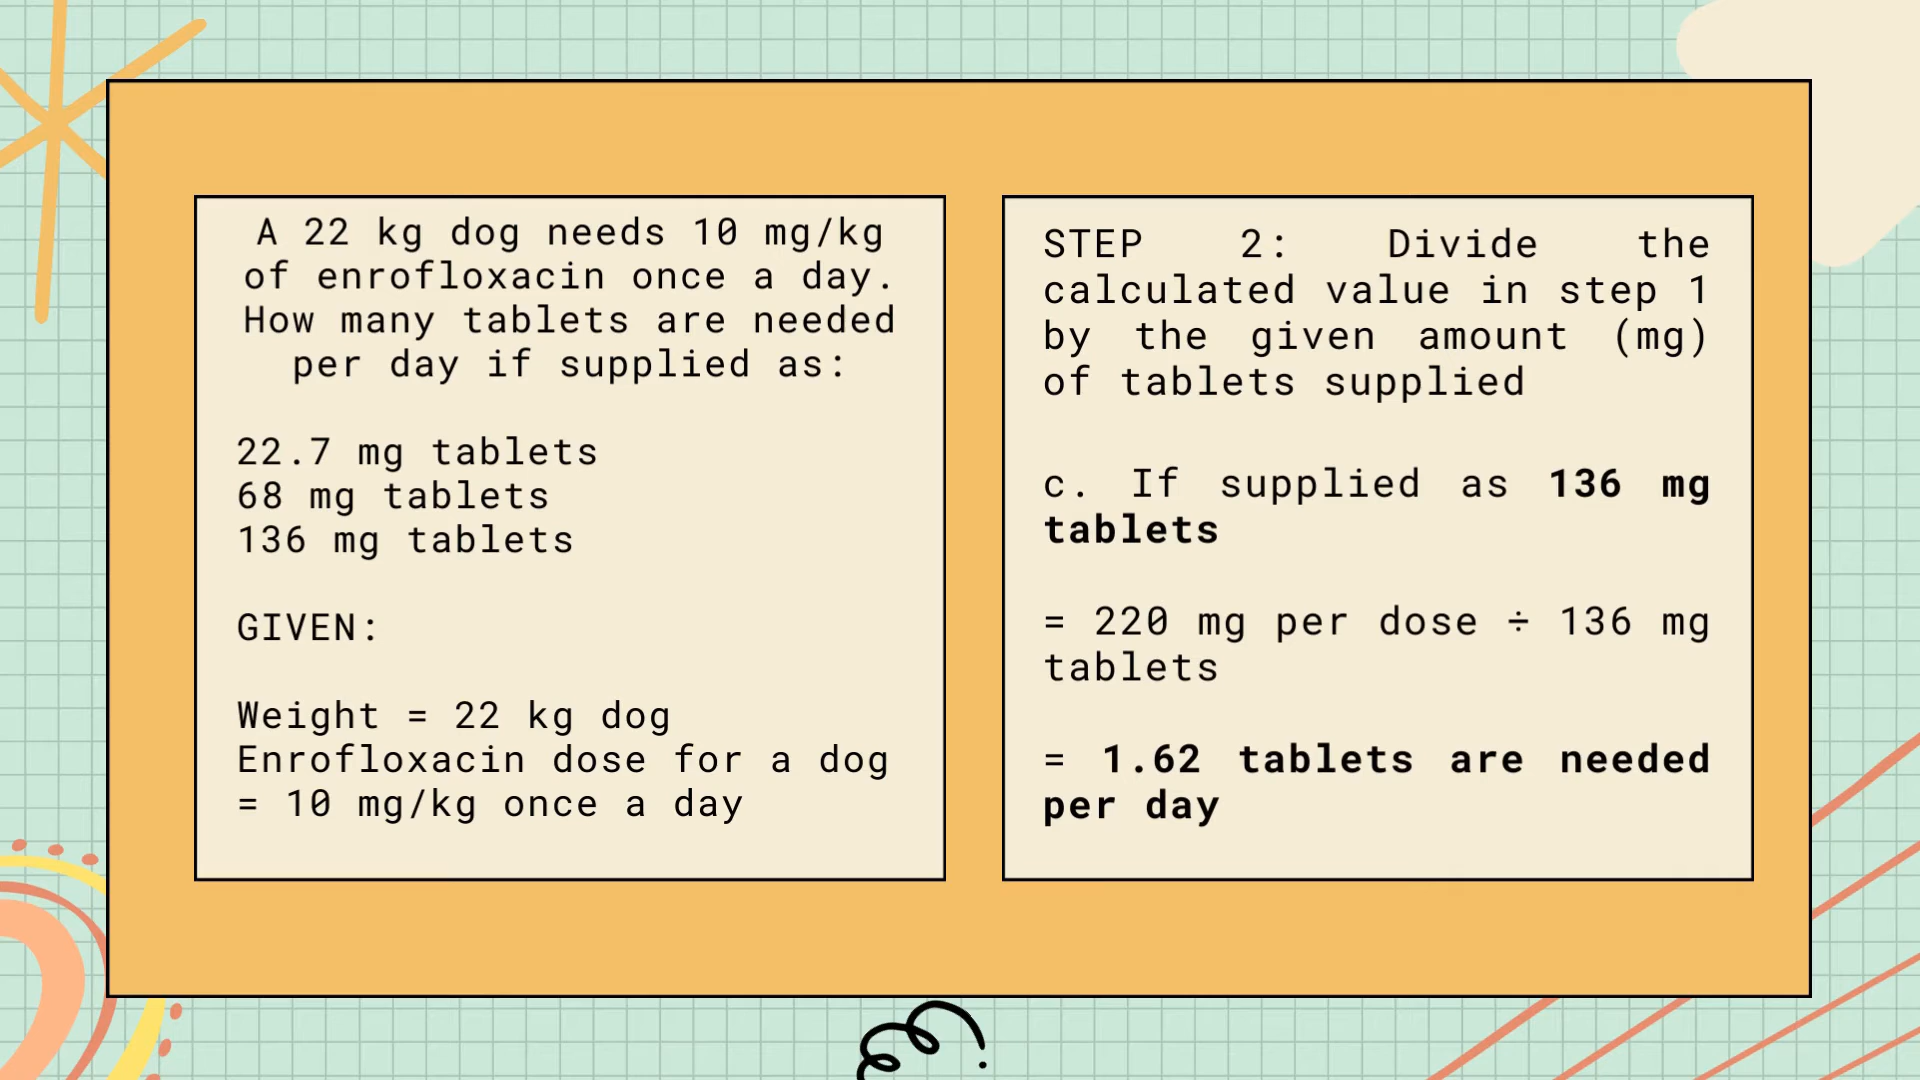 A 22 kg dog needs 10 mg/kg
of enrofloxacin once a day.
How many tablets are needed
per day if supplied as:
22.7 mg tablets
68 mg tablets
136 mg tablets
GIVEN:
Weight = 22 kg dog
Enrofloxacin dose for a dog
= 10 mg/kg once a day
STEP 2: Divide the
calculated value in step 1
by the given amount (mg)
of tablets supplied
c. If supplied as 136 mg
tablets
= 220 mg per dose ÷ 136 mg
tablets
= 1.62 tablets are needed
per day